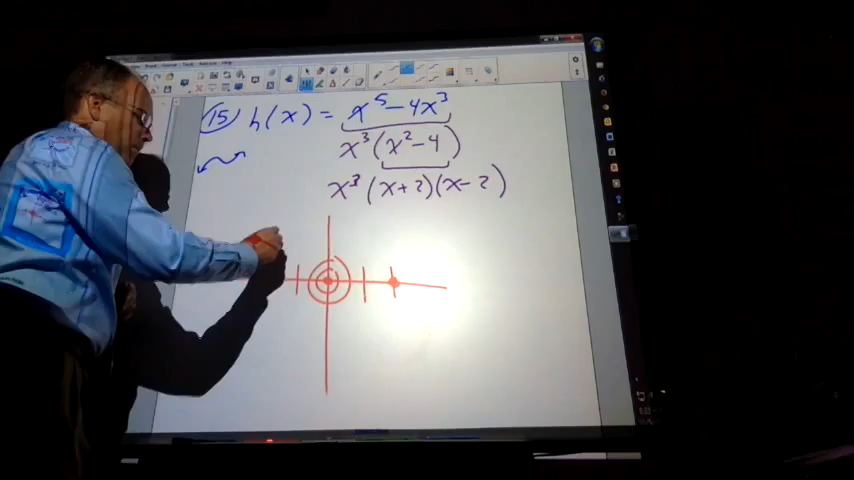 15 h(x) = x⁵ - 4x³
x³(x² - 4)
x³(x+2)(x-2)